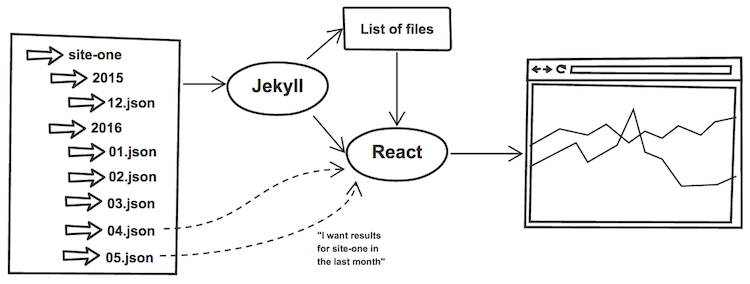 site-one
2015
12.json
2016
01.json
02.json
03.json
04.json
05.json
Jekyll
List of files
React
"I want results
for site-one in
the last month"